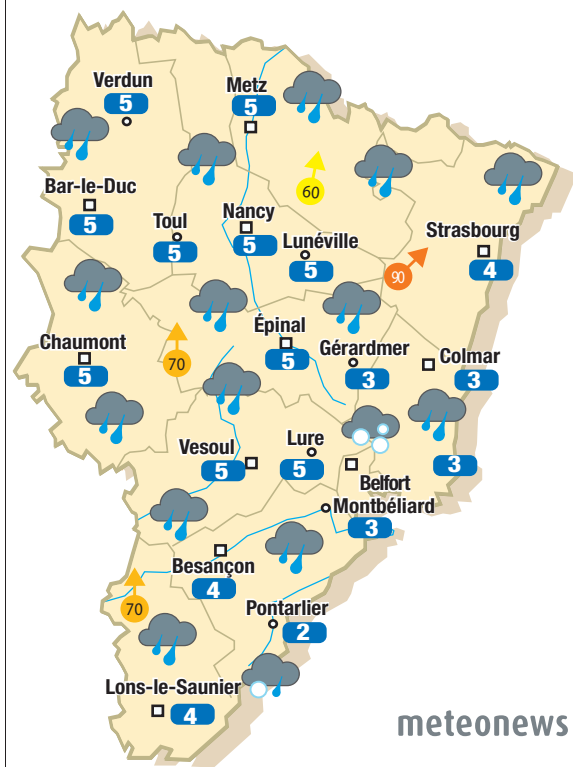 Verdun
5
Metz
5
60
Bar-le-Duc
5
Toul
5
Nancy
5
Lunéville
5
Strasbourg
4
90
Chaumont
5
70
Épinal
5
Gérardmer
3
Colmar
3
Vesoul
5
Lure
5
Belfort
3
Montbéliard
3
Besançon
4
70
Pontarlier
2
Lons-le-Saunier
4
meteonews